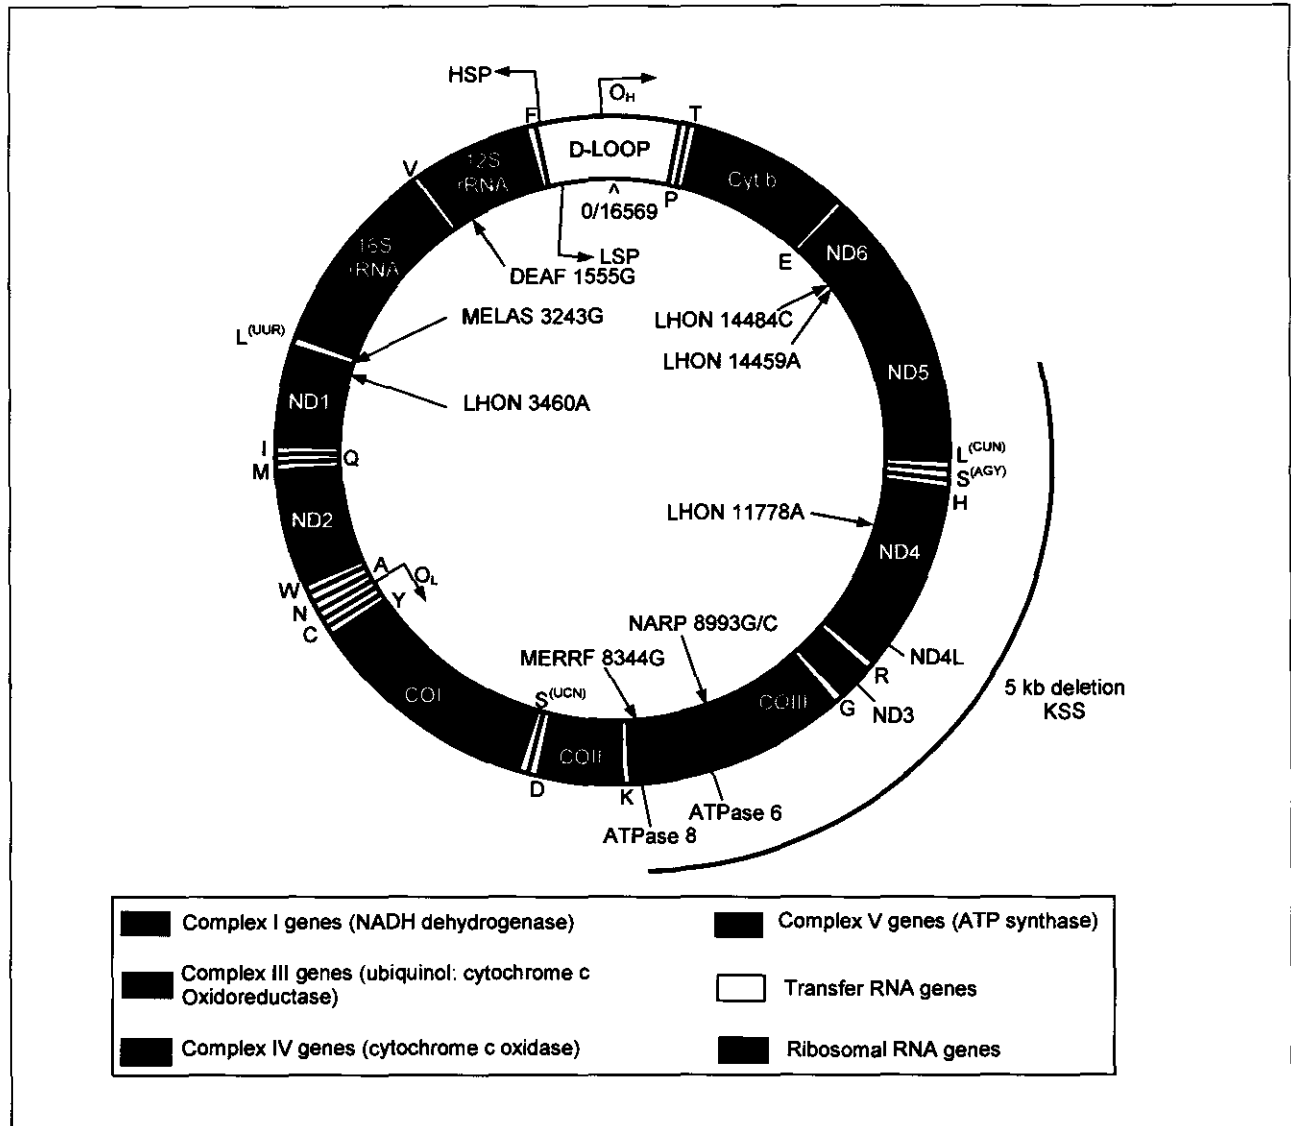 HSP
O_H
F
T
D-LOOP
12S
rRNA
V
Cyt b
P
0/16569
16S
rRNA
E
ND6
LSP
DEAF 1555G
MELAS 3243G
LHON 14484C
L(UUR)
LHON 14459A
ND5
ND1
LHON 3460A
I
Q
M
L(CUN)
S(AGY)
H
ND2
LHON 11778A
ND4
A
O_L
W
Y
N
C
NARP 8993G/C
MERRF 8344G
ND4L
R
COI
S(UCN)
COIII
G
ND3
5 kb deletion
KSS
COII
D
K
ATPase 6
ATPase 8
Complex I genes (NADH dehydrogenase)
Complex III genes (ubiquinol: cytochrome c
Oxidoreductase)
Complex IV genes (cytochrome c oxidase)
Complex V genes (ATP synthase)
Transfer RNA genes
Ribosomal RNA genes